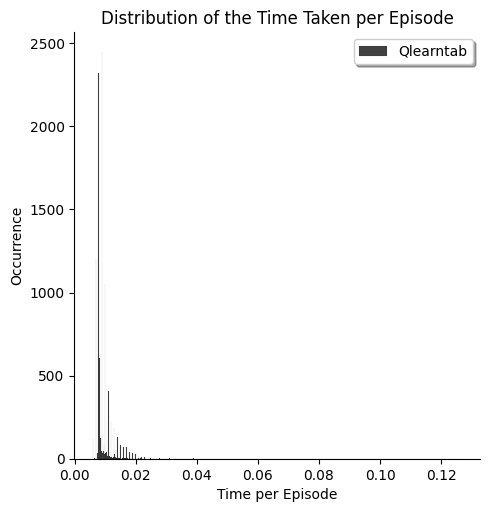 Distribution of the Time Taken per Episode
Qlearntab
2500
2000
1500
1000
500
0
Occurrence
0.00 0.02 0.04 0.06 0.08 0.10 0.12
Time per Episode